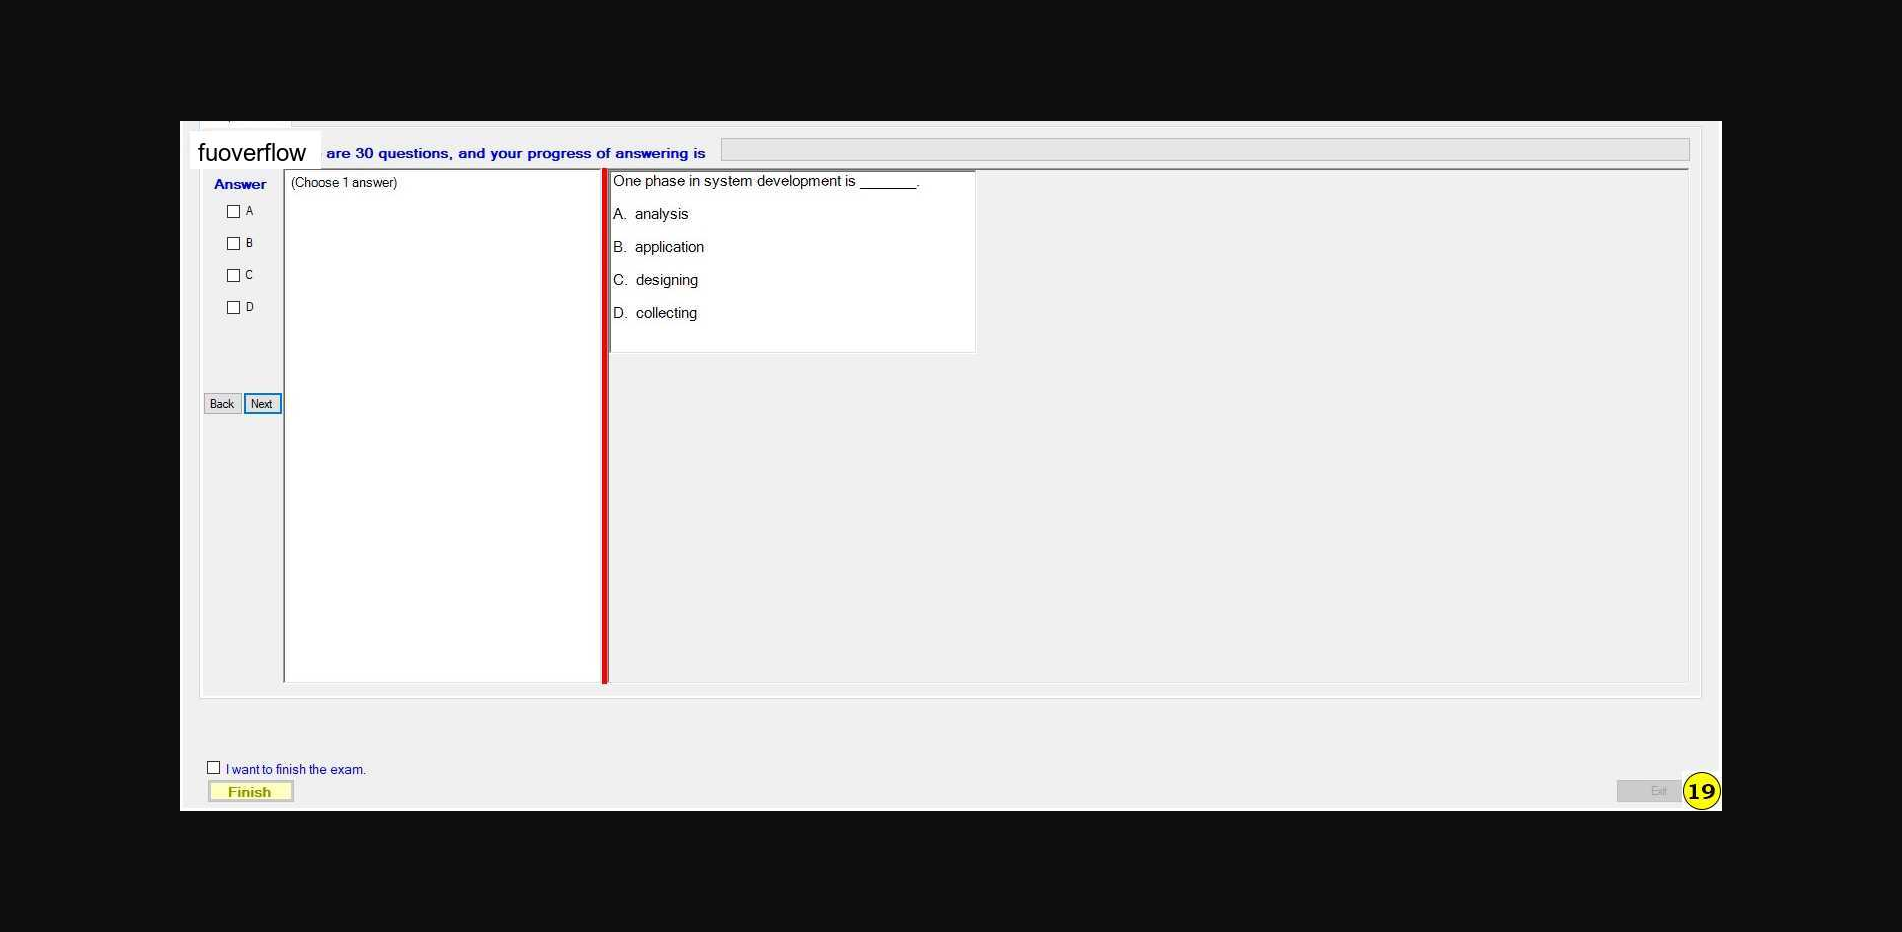 fuoverflow are 30 questions, and your progress of answering is
Answer
A
B
C
D
Back Next
(Choose 1 answer)
One phase in system development is _______.
A. analysis
B. application
C. designing
D. collecting
I want to finish the exam.
Finish
Exit
19